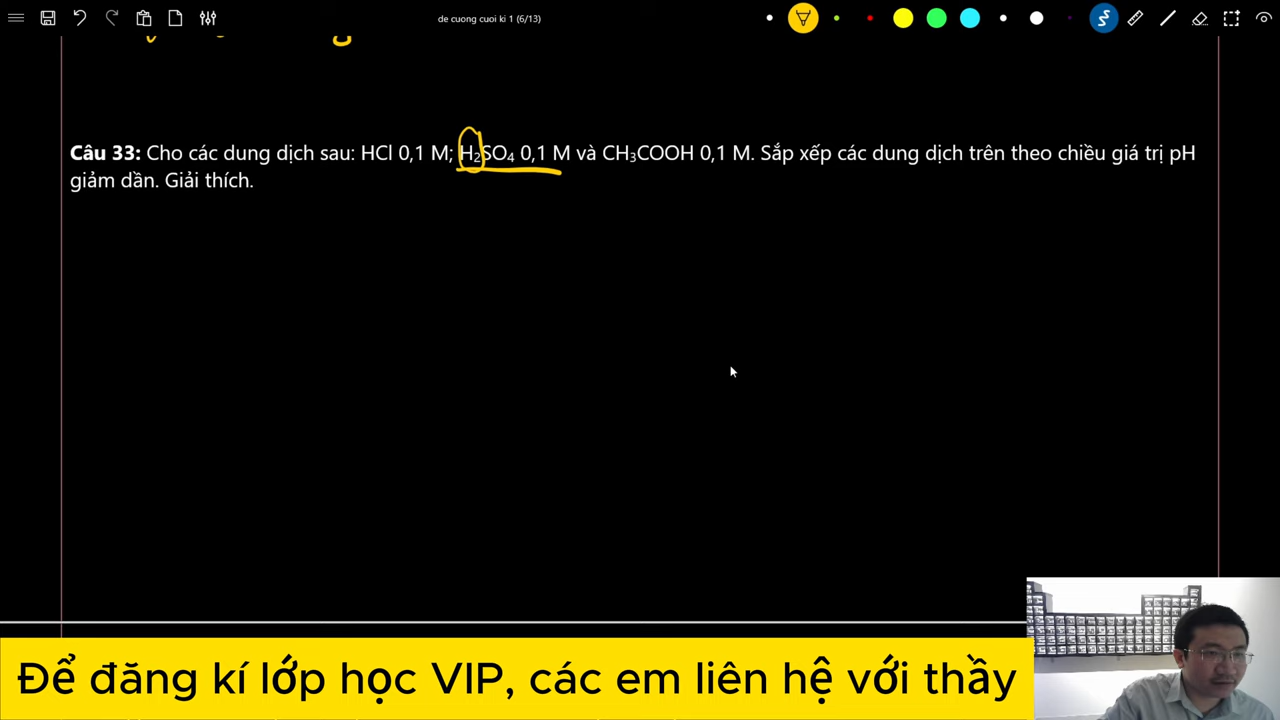 de cuong cuoi ki 1 (6/13)
Câu 33: Cho các dung dịch sau: HCl 0,1 M; H₂SO₄ 0,1 M và CH₃COOH 0,1 M. Sắp xếp các dung dịch trên theo chiều giá trị pH
giảm dần. Giải thích.
Để đăng kí lớp học VIP, các em liên hệ với thầy